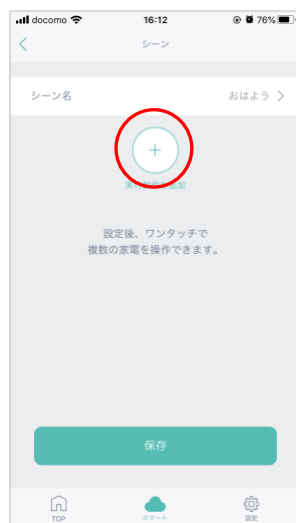 docomo 16:12 76%
シーン
シーン名 おはよう
設定後、ワンタッチで
複数の家電を操作できます。
保存
TOP スマート 設定